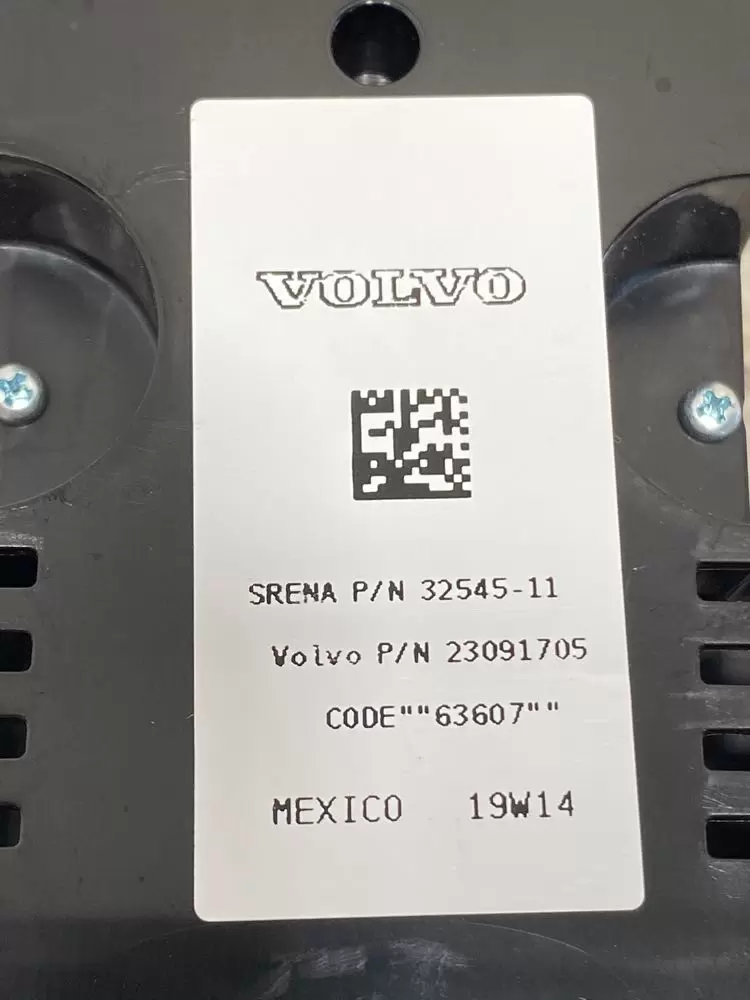 VOLVO
SRENA P/N 32545-11
Volvo P/N 23091705
CODE""63607""
MEXICO 19W14